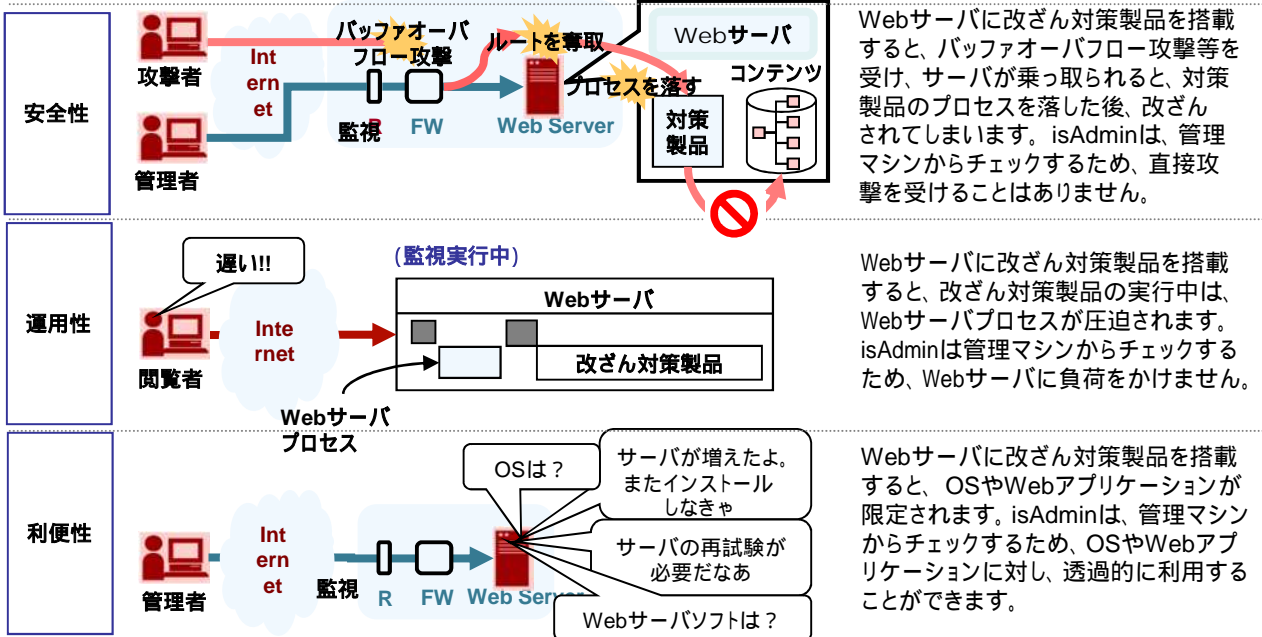 安全性
攻撃者
管理者
Int
ern
et
バッファオーバ
フロー攻撃
ルートを奪取
プロセスを落す
監視
R
FW
Web Server
Webサーバ
コンテンツ
対策
製品
Webサーバに改ざん対策製品を搭載
すると、バッファオーバフロー攻撃等を
受け、サーバが乗っ取られると、対策
製品のプロセスを落した後、改ざん
されてしまいます。isAdminは、管理
マシンからチェックするため、直接攻
撃を受けることはありません。
運用性
遅い!!
閲覧者
Inte
rnet
(監視実行中)
Webサーバ
改ざん対策製品
Webサーバ
プロセス
Webサーバに改ざん対策製品を搭載
すると、改ざん対策製品の実行中は、
Webサーバプロセスが圧迫されます。
isAdminは管理マシンからチェックする
ため、Webサーバに負荷をかけません。
利便性
管理者
Int
ern
et
監視
R
FW
Web Server
OSは？
サーバが増えたよ。
またインストール
しなきゃ
サーバの再試験が
必要だなあ
Webサーバソフトは？
Webサーバに改ざん対策製品を搭載
すると、OSやWebアプリケーションが
限定されます。isAdminは、管理マシン
からチェックするため、OSやWebアプ
リケーションに対し、透過的に利用する
ことができます。